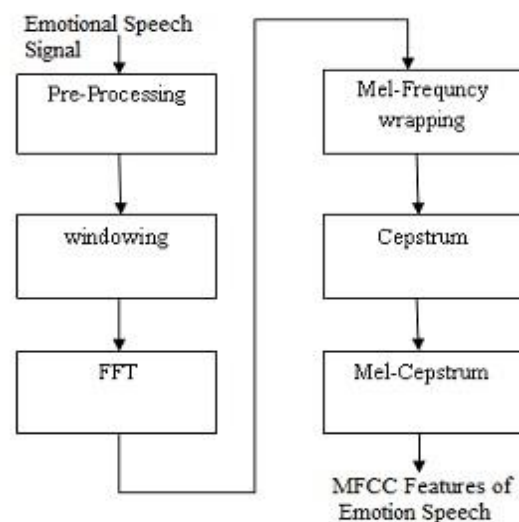 Emotional Speech
Signal
Pre-Processing
windowing
FFT
Mel-Frequncy
wrapping
Cepstrum
Mel-Cepstrum
MFCC Features of
Emotion Speech